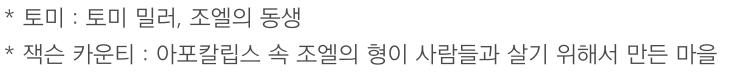 * 토미 : 토미 밀러, 조엘의 동생
* 잭슨 카운티 : 아포칼립스 속 조엘의 형이 사람들과 살기 위해서 만든 마을